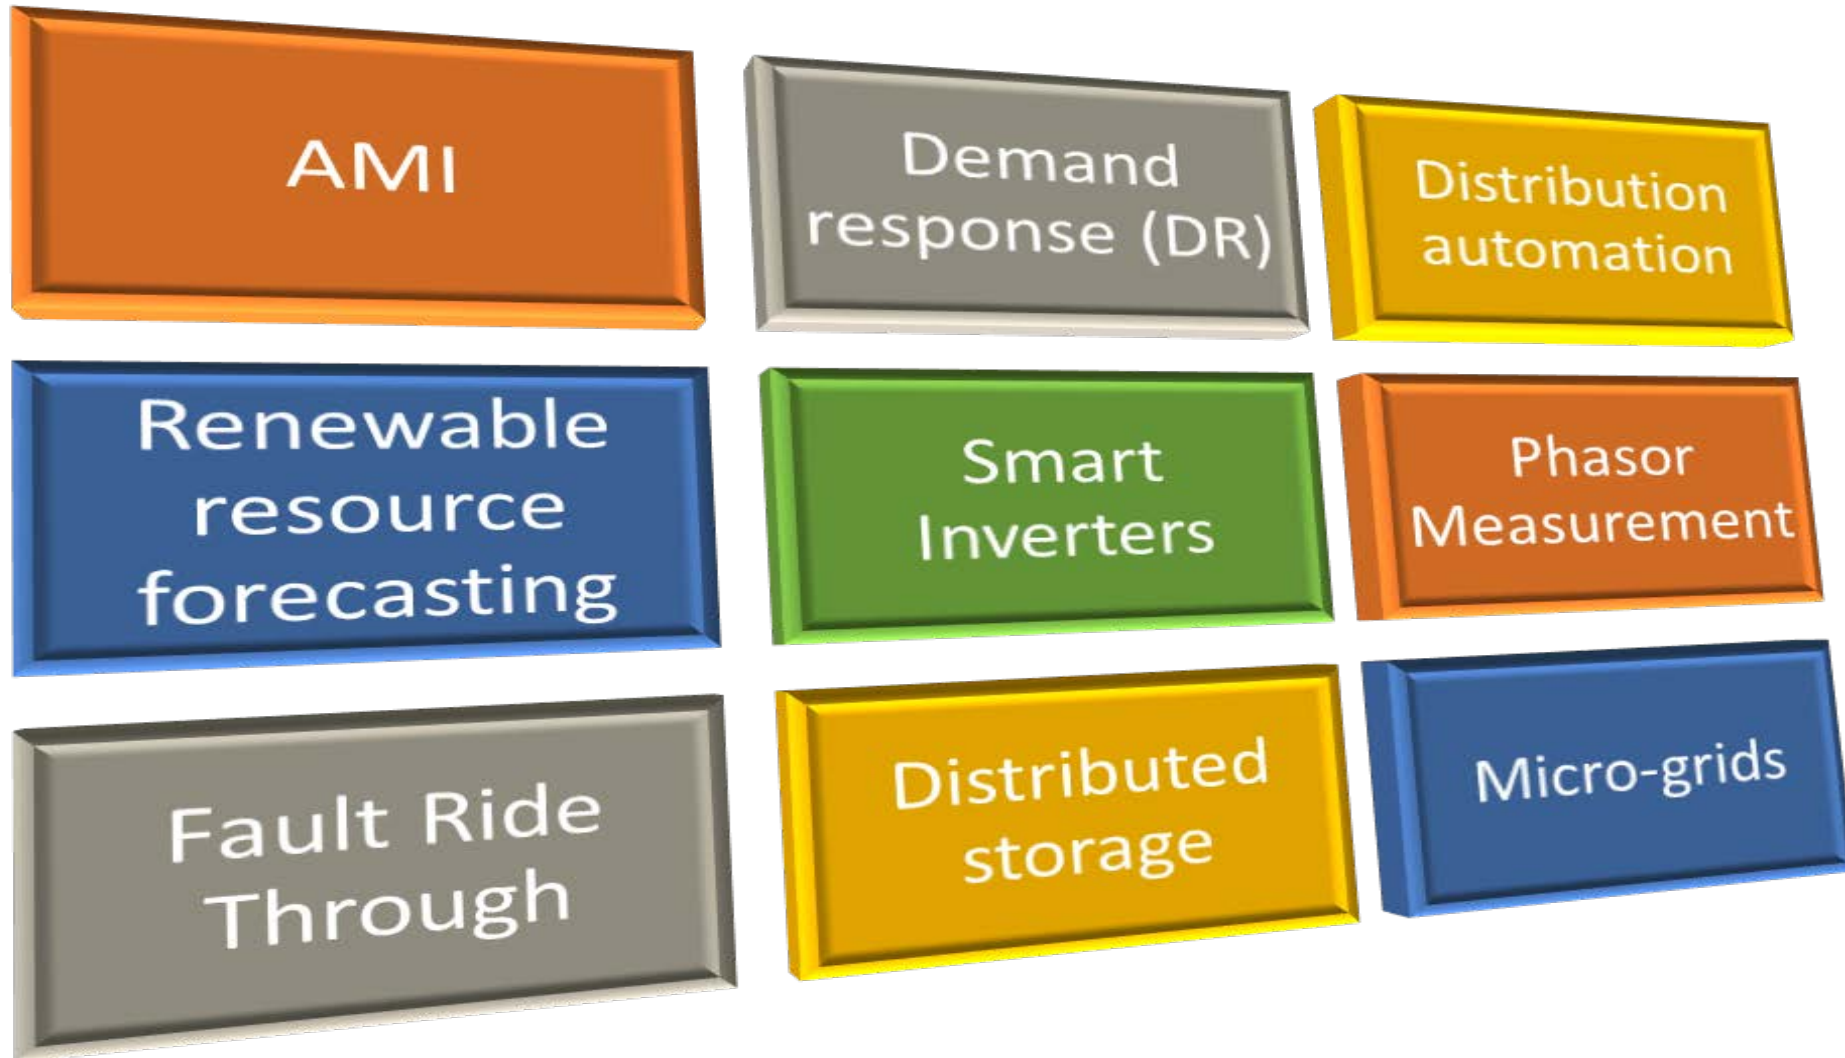 AMI
Demand
response (DR)
Distribution
automation
Renewable
resource
forecasting
Smart
Inverters
Phasor
Measurement
Fault Ride
Through
Distributed
storage
Micro-grids